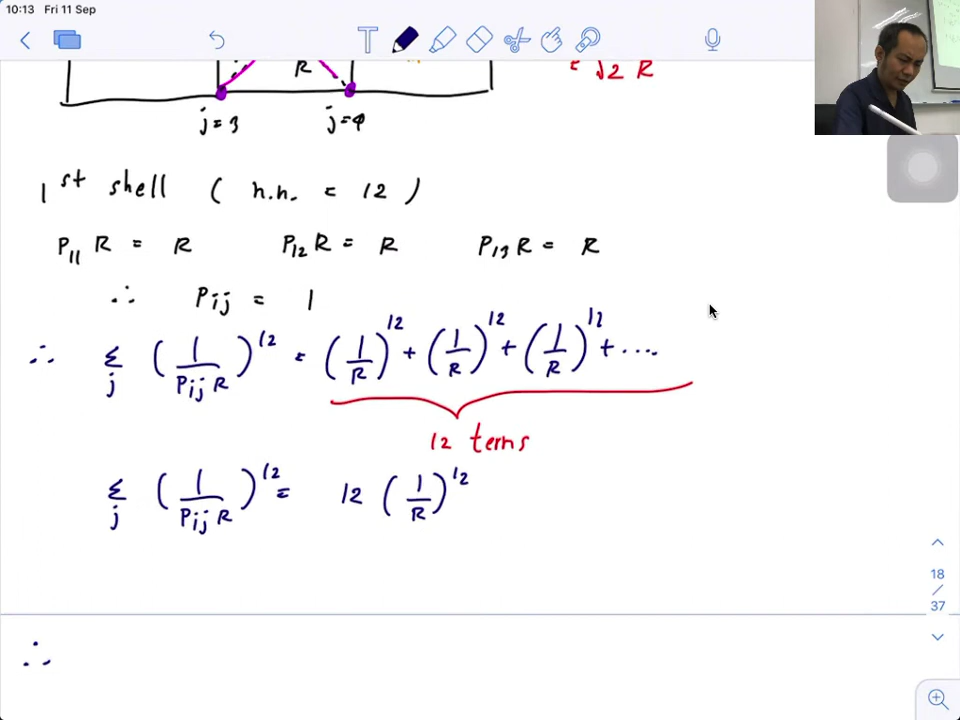 10:13 Fri 11 Sep
R
√2 R
j=3 j=4
1st shell ( n.n. = 12 )
P11 R = R P12 R = R P13 R = R
∴ Pij = 1
∴ Σj (1/Pij R)^12 = (1/R)^12 + (1/R)^12 + (1/R)^12 + ....
12 terms
Σj (1/Pij R)^12 = 12 (1/R)^12
18
/
37
∴